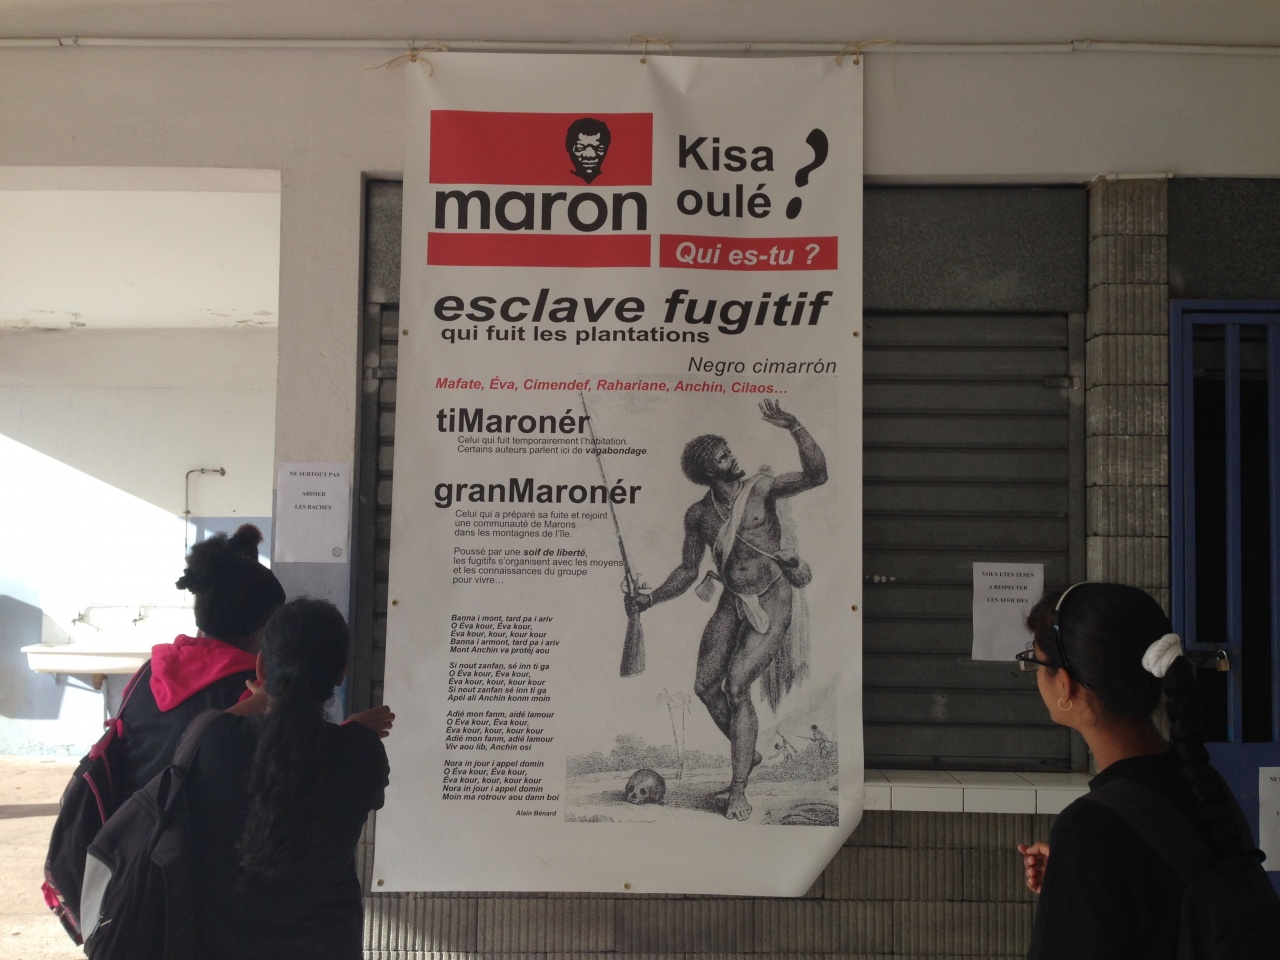 maron
Kisa
oulé ?
Qui es-tu ?
esclave fugitif
qui fuit les plantations
Negro cimarrón
Mafate, Éva, Cimendef, Rahariane, Anchin, Cilaos...
tiMaronér
Celui qui fuit temporairement l'habitation.
Certains auteurs parlent ici de vagabondage.
granMaronér
Celui qui a préparé sa fuite et rejoint
une communauté de Marons
dans les montagnes de l'île.
Poussé par une soif de liberté,
les fugitifs s'organisent avec les moyens
et les connaissances du groupe
pour vivre...
Banna i mont, tard pa i ariv
O Éva kour, Éva kour,
Éva kour, kour, kour kour
Banna i armont, tard pa i ariv
Mont Anchin va protéj aou
Si nout zanfan, sé inn ti ga
O Éva kour, Éva kour,
Éva kour, kour, kour kour
Si nout zanfan sé inn ti ga
Apèl ali Anchin konm moin
Adié mon fanm, aidé lamour
O Éva kour, Éva kour,
Éva kour, kour, kour kour
Adié mon fanm, adié lamour
Viv aou lib, Anchin osi
Nora in jour i appel domin
O Éva kour, Éva kour,
Éva kour, kour, kour kour
Nora in jour i appel domin
Moin ma rotrouv aou dann boi
Alain Bénard
NE SURTOUT PAS
ABIMER
LES BACHES
VOUS ETES TENUS
A RESPECTER
LES AFFICHES
NE